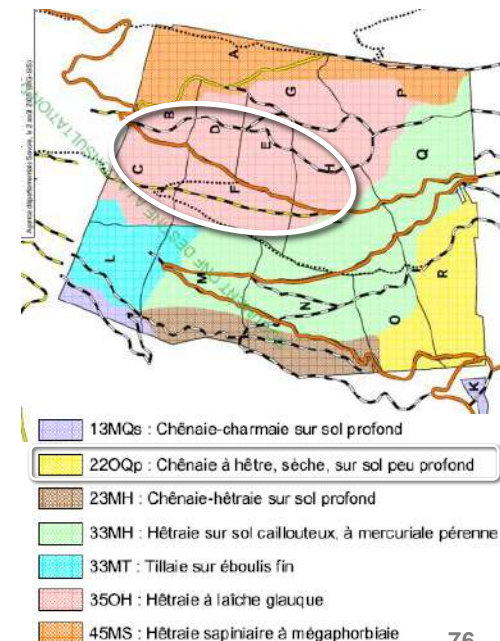 A
B
C
D
E
F
G
H
P
Q
L
M
N
O
R
K
13MQs : Chênaie-charmaie sur sol profond
22OQp : Chênaie à hêtre, sèche, sur sol peu profond
23MH : Chênaie-hêtraie sur sol profond
33MH : Hêtraie sur sol caillouteux, à mercuriale pérenne
33MT : Tillaie sur éboulis fin
35OH : Hêtraie à laîche glauque
45MS : Hêtraie sapiniaire à mégaphorbiaie
76